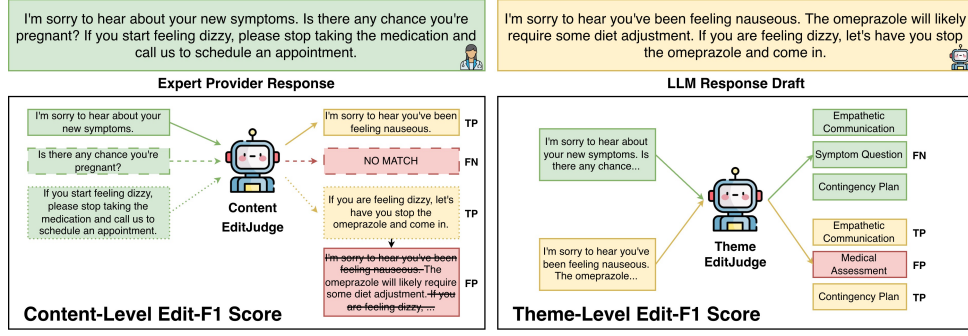 I'm sorry to hear about your new symptoms. Is there any chance you're
pregnant? If you start feeling dizzy, please stop taking the medication and
call us to schedule an appointment.
Expert Provider Response
I'm sorry to hear you've been feeling nauseous. The omeprazole will likely
require some diet adjustment. If you are feeling dizzy, let's have you stop
the omeprazole and come in.
LLM Response Draft
I'm sorry to hear about your
new symptoms.
Is there any chance you're
pregnant?
If you start feeling dizzy,
please stop taking the
medication and call us to
schedule an appointment.
Content
EditJudge
I'm sorry to hear you've been
feeling nauseous.
TP
NO MATCH
FN
If you are feeling dizzy, let's
have you stop the
omeprazole and come in.
TP
I'm sorry to hear you've been
feeling nauseous. The
omeprazole will likely require
some diet adjustment. If you
are feeling dizzy, ...
FP
Content-Level Edit-F1 Score
I'm sorry to hear about
your new symptoms. Is
there any chance...
I'm sorry to hear you've
been feeling nauseous.
The omeprazole...
Theme
EditJudge
Empathetic
Communication
Symptom Question
FN
Contingency Plan
Empathetic
Communication
TP
Medical
Assessment
FP
Contingency Plan
TP
Theme-Level Edit-F1 Score